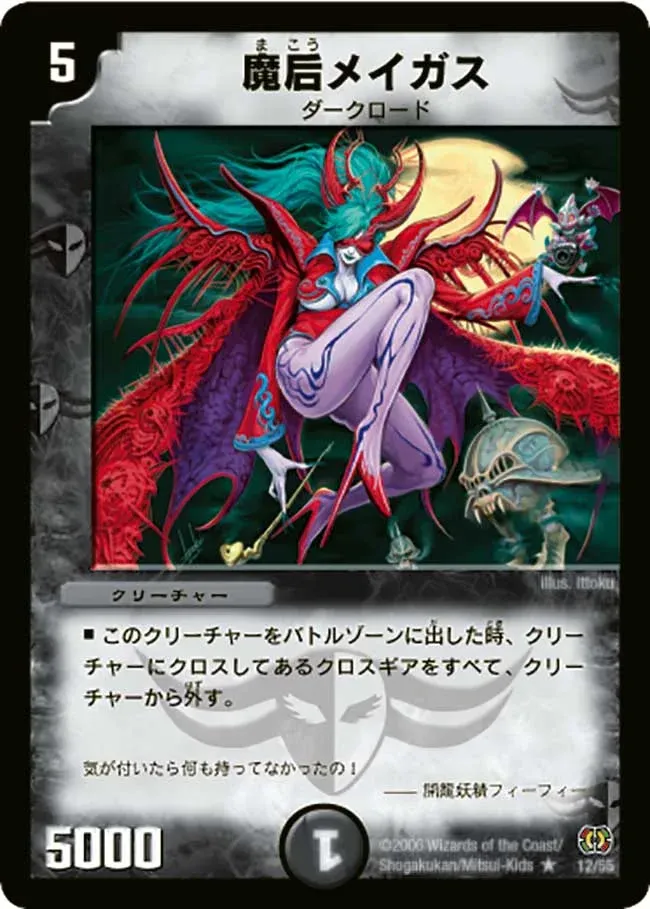 5
まこう
魔后メイガス
ダークロード
Illus. Ittoku
クリーチャー
■ このクリーチャーをバトルゾーンに出した時、クリー
チャーにクロスしてあるクロスギアをすべて、クリー
チャーから外す。
気が付いたら何も持ってなかったの！
—— 開龍妖精フィーフィー
5000
1
©2006 Wizards of the Coast/
Shogakukan/Mitsui-Kids ★ 12/55